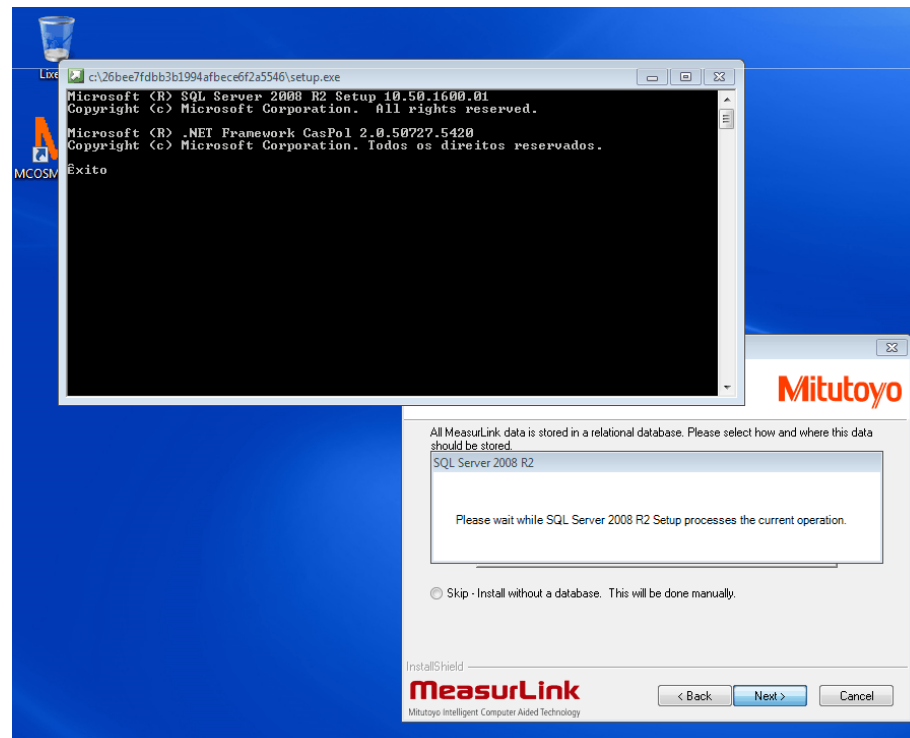 Lixe
c:\26bee7fdbb3b1994afbece6f2a5546\setup.exe
Microsoft (R) SQL Server 2008 R2 Setup 10.50.1600.01
Copyright (c) Microsoft Corporation.  All rights reserved.
Microsoft (R) .NET Framework CasPol 2.0.50727.5420
Copyright (c) Microsoft Corporation. Todos os direitos reservados.
Êxito
MCOSM
Mitutoyo
All MeasurLink data is stored in a relational database. Please select how and where this data
should be stored.
SQL Server 2008 R2
Please wait while SQL Server 2008 R2 Setup processes the current operation.
Skip - Install without a database.  This will be done manually.
InstallShield
MeasurLink
Mitutoyo Intelligent Computer Aided Technology
< Back
Next >
Cancel